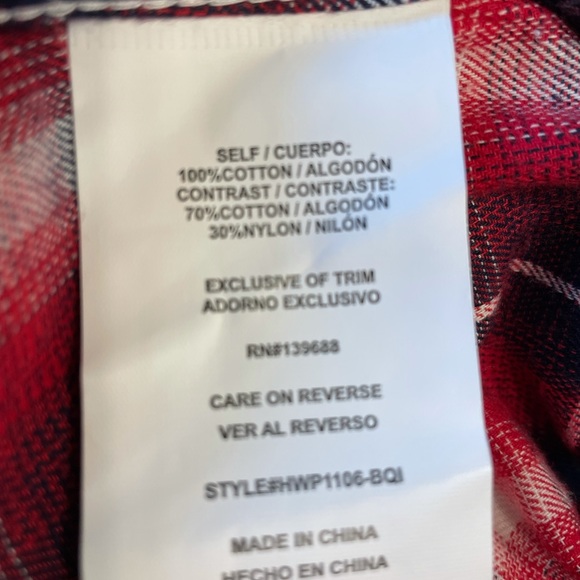 SELF / CUERPO:
100%COTTON / ALGODÓN
CONTRAST / CONTRASTE:
70%COTTON / ALGODÓN
30%NYLON / NILÓN
EXCLUSIVE OF TRIM
ADORNO EXCLUSIVO
RN#139688
CARE ON REVERSE
VER AL REVERSO
STYLE#HWP1106-BQI
MADE IN CHINA
HECHO EN CHINA